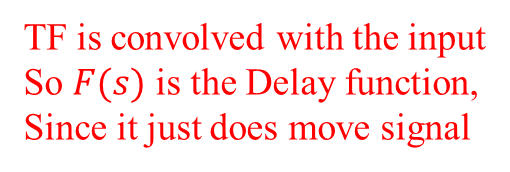 TF is convolved with the input
So 𝐹(𝑠) is the Delay function,
Since it just does move signal